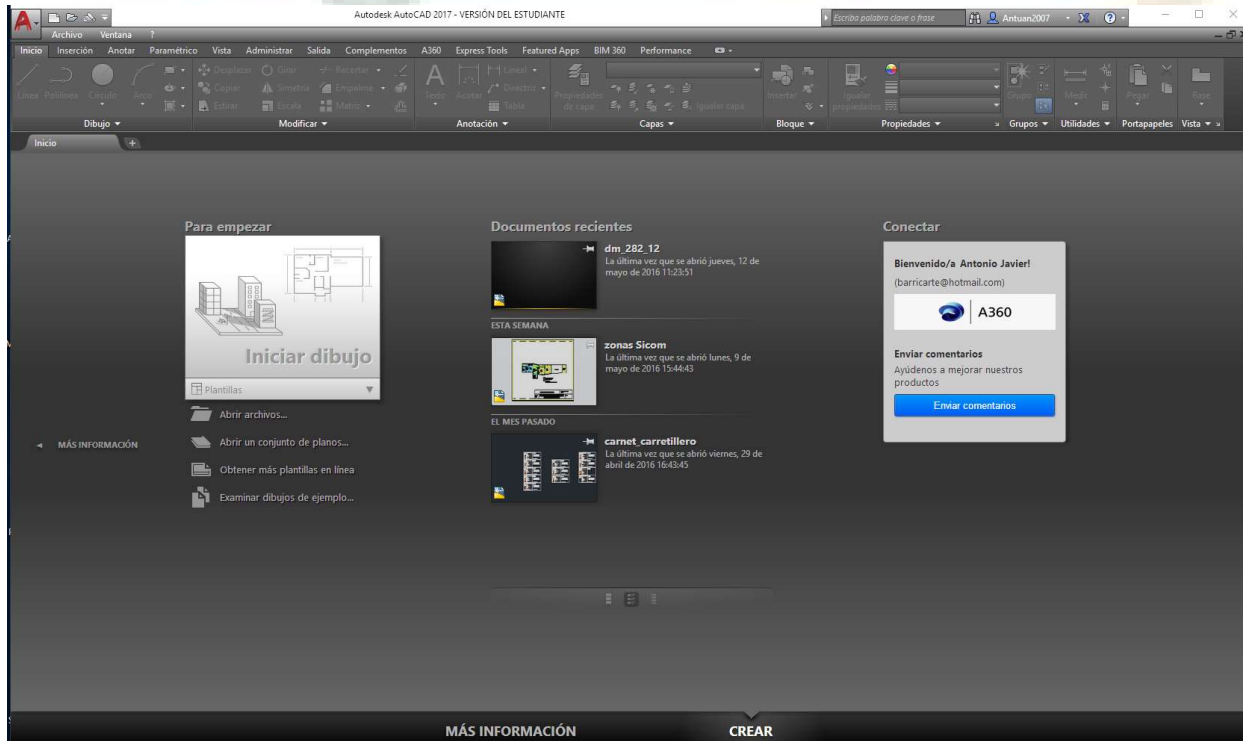 Autodesk AutoCAD 2017 - VERSIÓN DEL ESTUDIANTE
Escriba palabra clave o frase
Antuan2007
Archivo Ventana ?
Inicio Inserción Anotar Paramétrico Vista Administrar Salida Complementos A360 Express Tools Featured Apps BIM 360 Performance
Desplazar Girar Recortar
Copiar Simetría Empalme
Línea Polilínea Círculo Arco
Estirar Escala Matriz
Texto Acotar
Lineal
Directriz
Tabla
Propiedades de capa
Igualar capa
Insertar
Igualar propiedades
Grupo
Medir
Pegar
Base
Dibujo Modificar Anotación Capas Bloque Propiedades Grupos Utilidades Portapapeles Vista
Inicio
Para empezar
Iniciar dibujo
Plantillas
Abrir archivos...
Abrir un conjunto de planos...
Obtener más plantillas en línea
Examinar dibujos de ejemplo...
MÁS INFORMACIÓN
Documentos recientes
dm_282_12
La última vez que se abrió jueves, 12 de
mayo de 2016 11:23:51
ESTA SEMANA
zonas Sicom
La última vez que se abrió lunes, 9 de
mayo de 2016 15:44:43
EL MES PASADO
carnet_carretillero
La última vez que se abrió viernes, 29 de
abril de 2016 16:43:45
Conectar
Bienvenido/a Antonio Javier!
(barricarte@hotmail.com)
A360
Enviar comentarios
Ayúdenos a mejorar nuestros
productos
Enviar comentarios
MÁS INFORMACIÓN CREAR